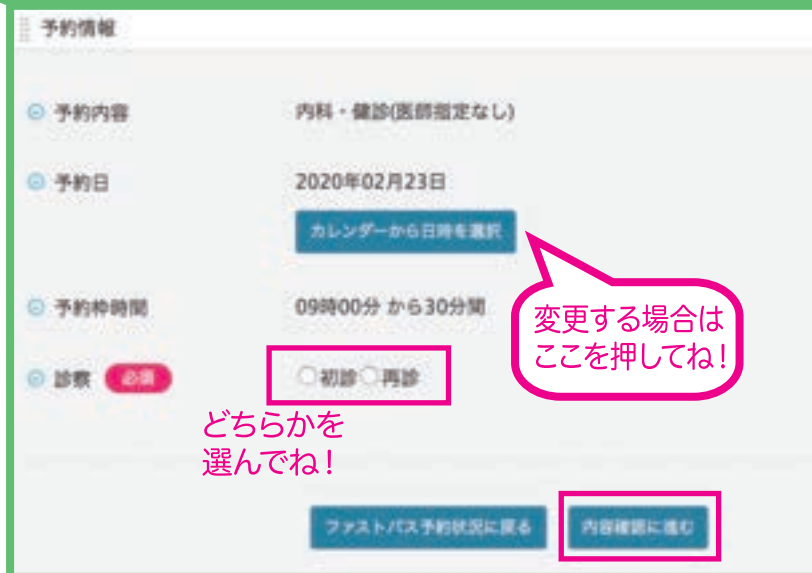 予約情報
予約内容 内科・健診(医師指定なし)
予約日 2020年02月23日
カレンダーから日時を選択
予約枠時間 09時00分 から30分間
変更する場合は
ここを押してね!
診察 必須 初診 再診
どちらかを
選んでね!
ファストパス予約状況に戻る 内容確認に進む